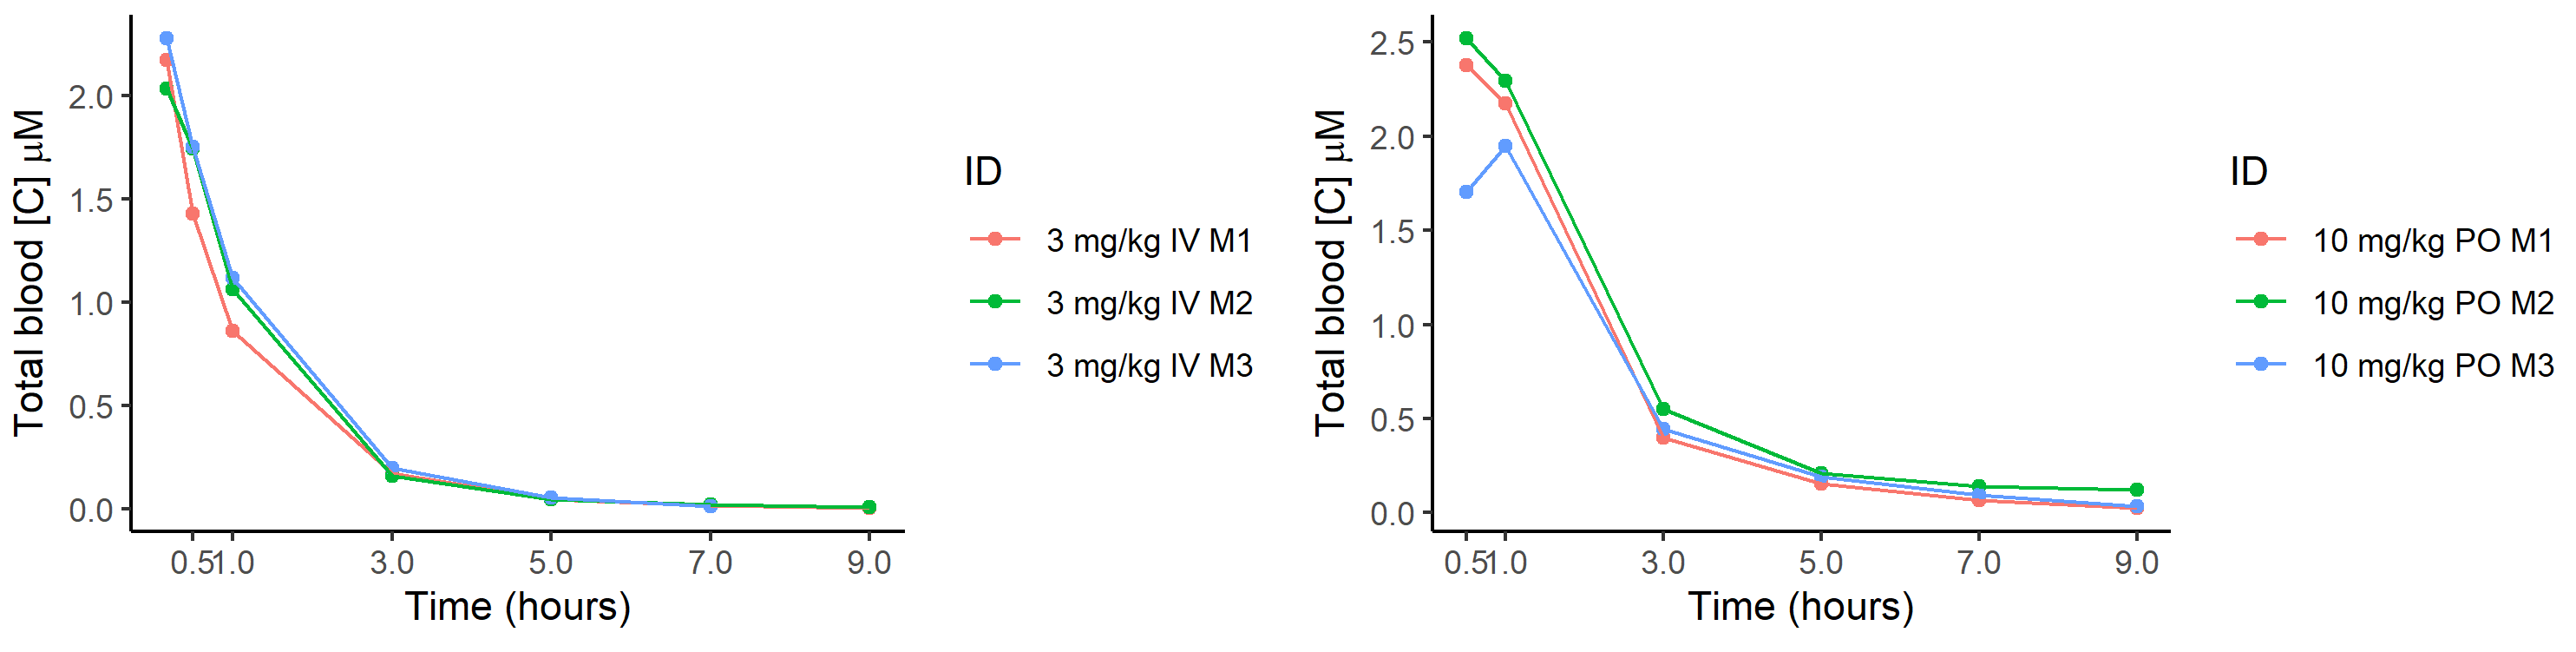 Total blood [C] μM
2.0
1.5
1.0
0.5
0.0
0.5
1.0
3.0
5.0
7.0
9.0
Time (hours)
ID
3 mg/kg IV M1
3 mg/kg IV M2
3 mg/kg IV M3
Total blood [C] μM
2.5
2.0
1.5
1.0
0.5
0.0
0.5
1.0
3.0
5.0
7.0
9.0
Time (hours)
ID
10 mg/kg PO M1
10 mg/kg PO M2
10 mg/kg PO M3